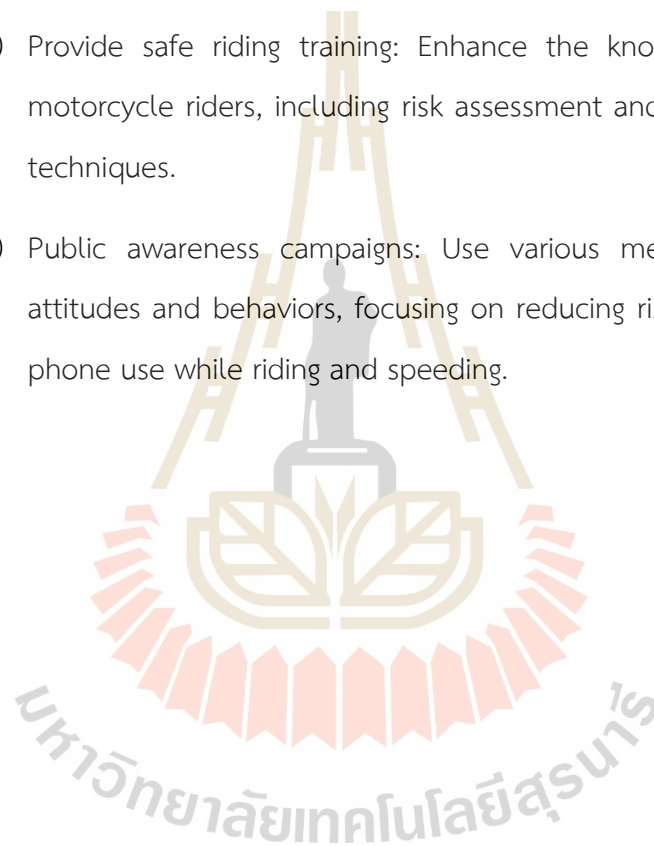 ) Provide safe riding training: Enhance the kno
motorcycle riders, including risk assessment and
techniques.
) Public awareness campaigns: Use various me
attitudes and behaviors, focusing on reducing ri
phone use while riding and speeding.
มหาวิทยาลัยเทคโนโลยีสุรนารี